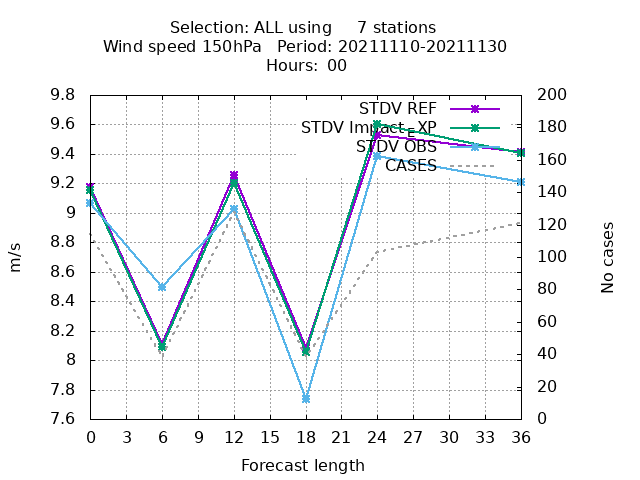 Selection: ALL using     7 stations
Wind speed 150hPa   Period: 20211110-20211130
Hours:  00
STDV REF
STDV Impact_EXP
STDV OBS
CASES
9.8
9.6
9.4
9.2
9
8.8
8.6
8.4
8.2
8
7.8
7.6
m/s
200
180
160
140
120
100
80
60
40
20
0
No cases
0 3 6 9 12 15 18 21 24 27 30 33 36
Forecast length